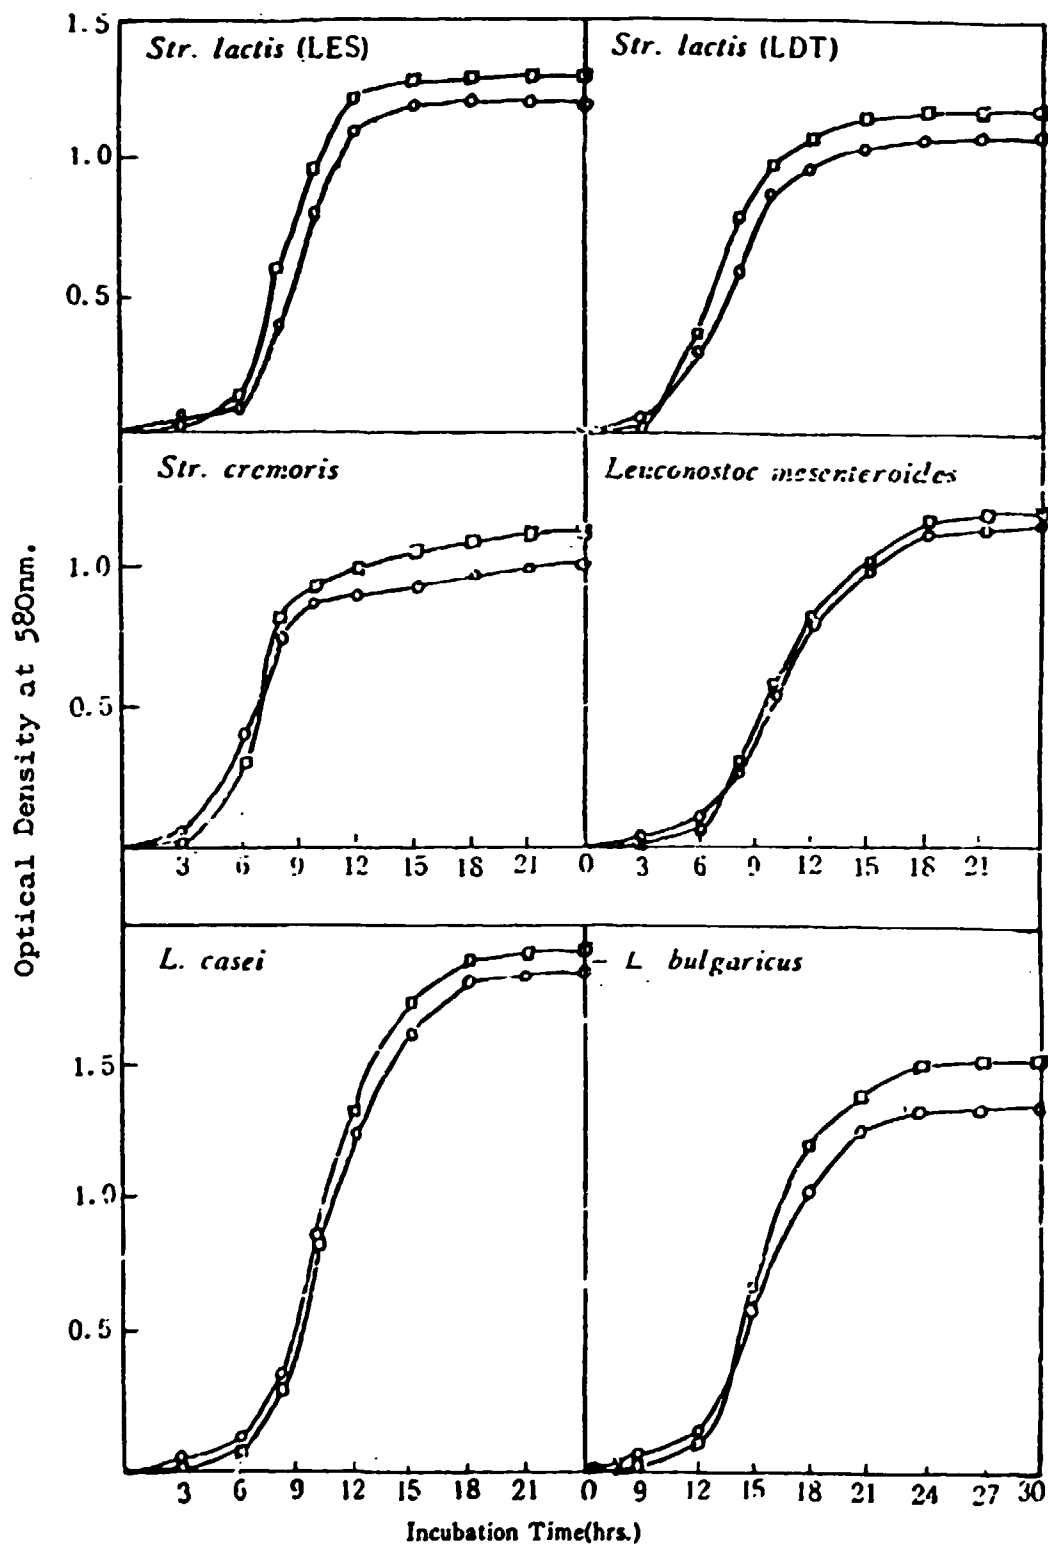 1.5
Str. lactis (LES)
Str. lactis (LDT)
1.0
0.5
Str. cremoris
Leuconostoc mesenteroides
1.0
0.5
3 6 9 12 15 18 21 0 3 6 9 12 15 18 21
Optical Density at 580nm.
L. casei
L. bulgaricus
1.5
1.0
0.5
3 6 9 12 15 18 21 0 9 12 15 18 21 24 27 30
Incubation Time(hrs.)